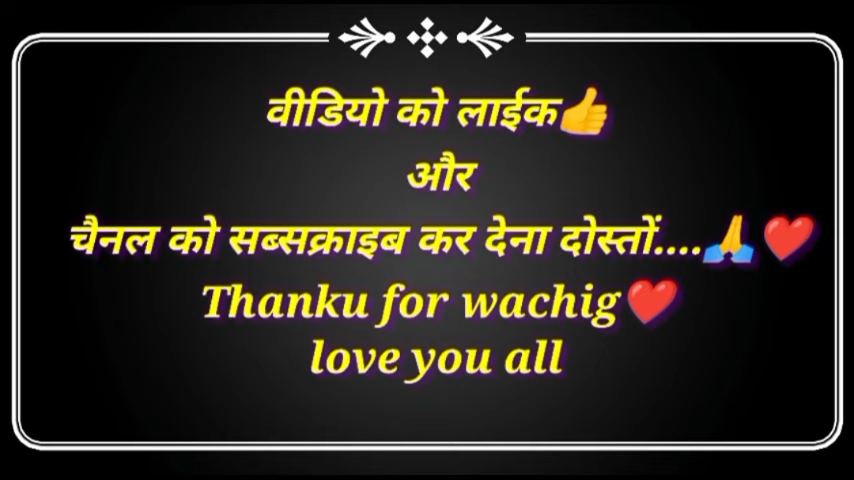 वीडियो को लाईक👍
और
चैनल को सब्सक्राइब कर देना दोस्तों....🙏❤️
Thanku for wachig❤️
love you all